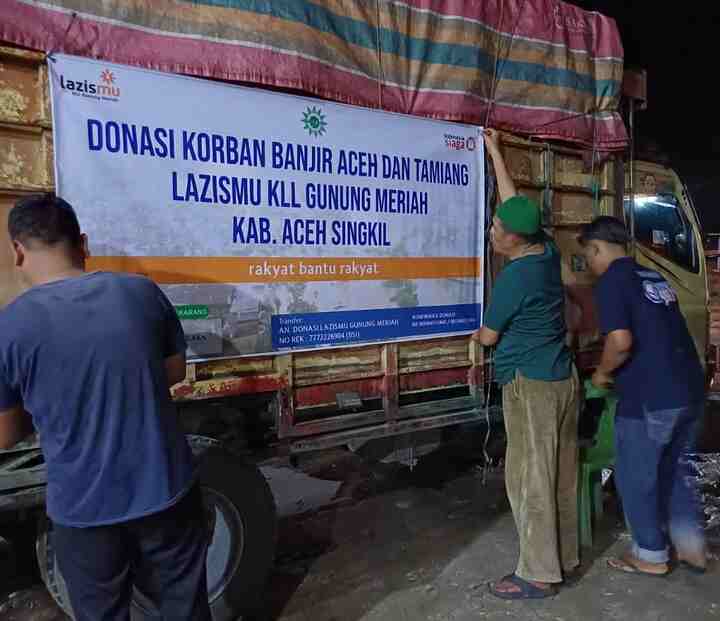 lazismu
DONASI KORBAN BANJIR ACEH DAN TAMIANG
LAZISMU KLL GUNUNG MERIAH
KAB. ACEH SINGKIL
rakyat bantu rakyat
Transfer:
AN. DONASI LAZISMU GUNUNG MERIAH
NO REK : 7772226904 (BSI)
siaga